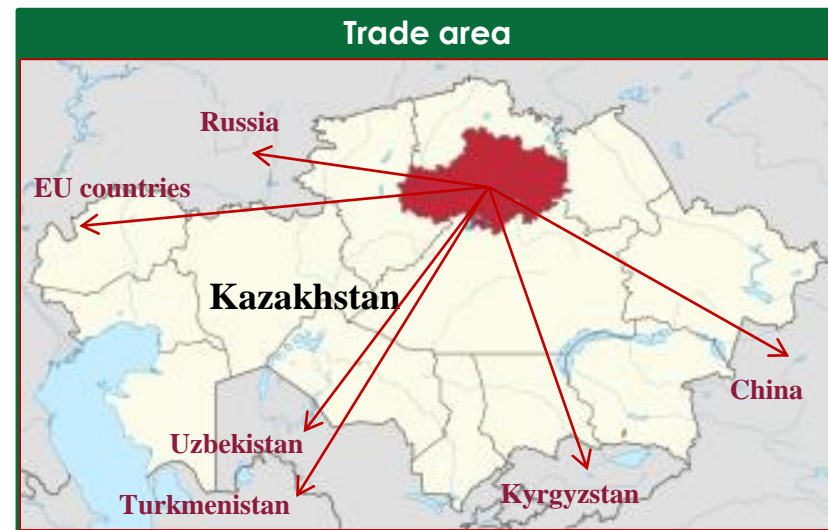 Trade area
Russia
EU countries
Kazakhstan
China
Uzbekistan
Turkmenistan
Kyrgyzstan